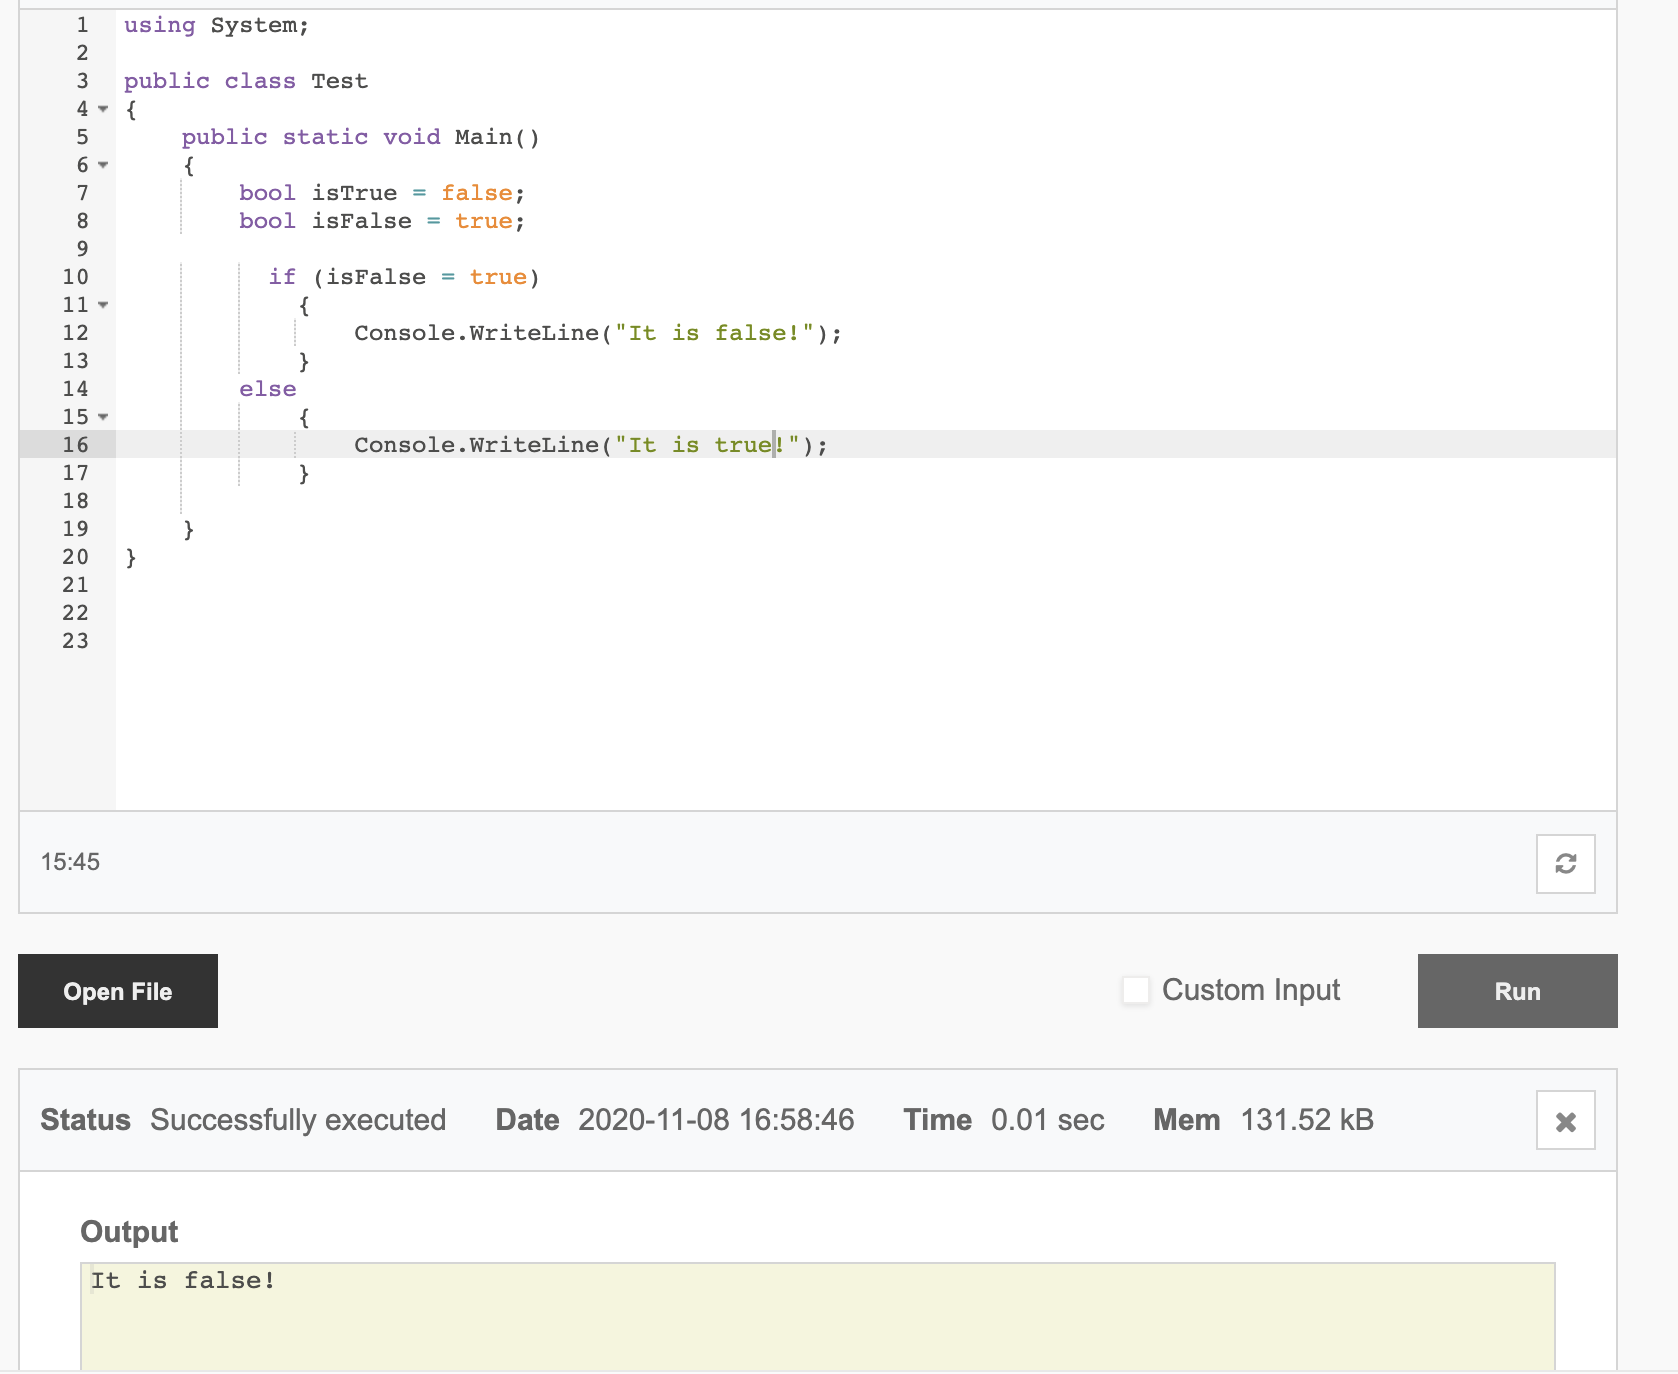 1 using System;
2
3 public class Test
4 {
5     public static void Main()
6     {
7         bool isTrue = false;
8         bool isFalse = true;
9
10           if (isFalse = true)
11             {
12                 Console.WriteLine("It is false!");
13             }
14         else
15             {
16                 Console.WriteLine("It is true!");
17             }
18
19     }
20 }
21
22
23
15:45
Open File Custom Input Run
Status Successfully executed Date 2020-11-08 16:58:46 Time 0.01 sec Mem 131.52 kB
Output
It is false!